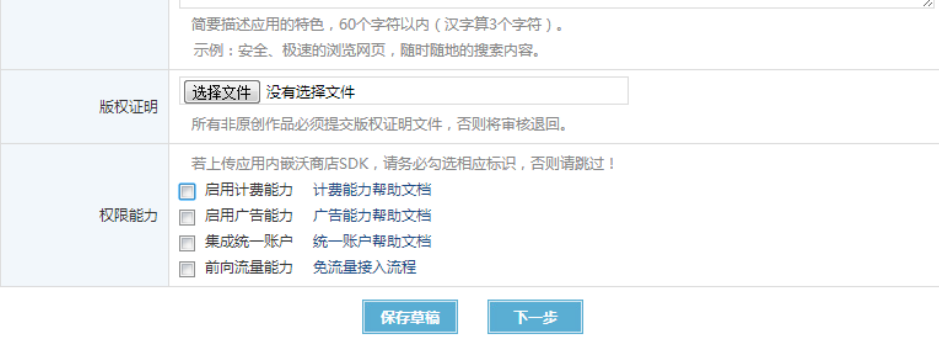 简要描述应用的特色，60个字符以内（汉字算3个字符）。
示例：安全、极速的浏览网页，随时随地的搜索内容。
版权证明
选择文件 没有选择文件
所有非原创作品必须提交版权证明文件，否则将审核退回。
若上传应用内嵌沃商店SDK，请务必勾选相应标识，否则请跳过！
权限能力
启用计费能力 计费能力帮助文档
启用广告能力 广告能力帮助文档
集成统一账户 统一账户帮助文档
前向流量能力 免流量接入流程
保存草稿 下一步